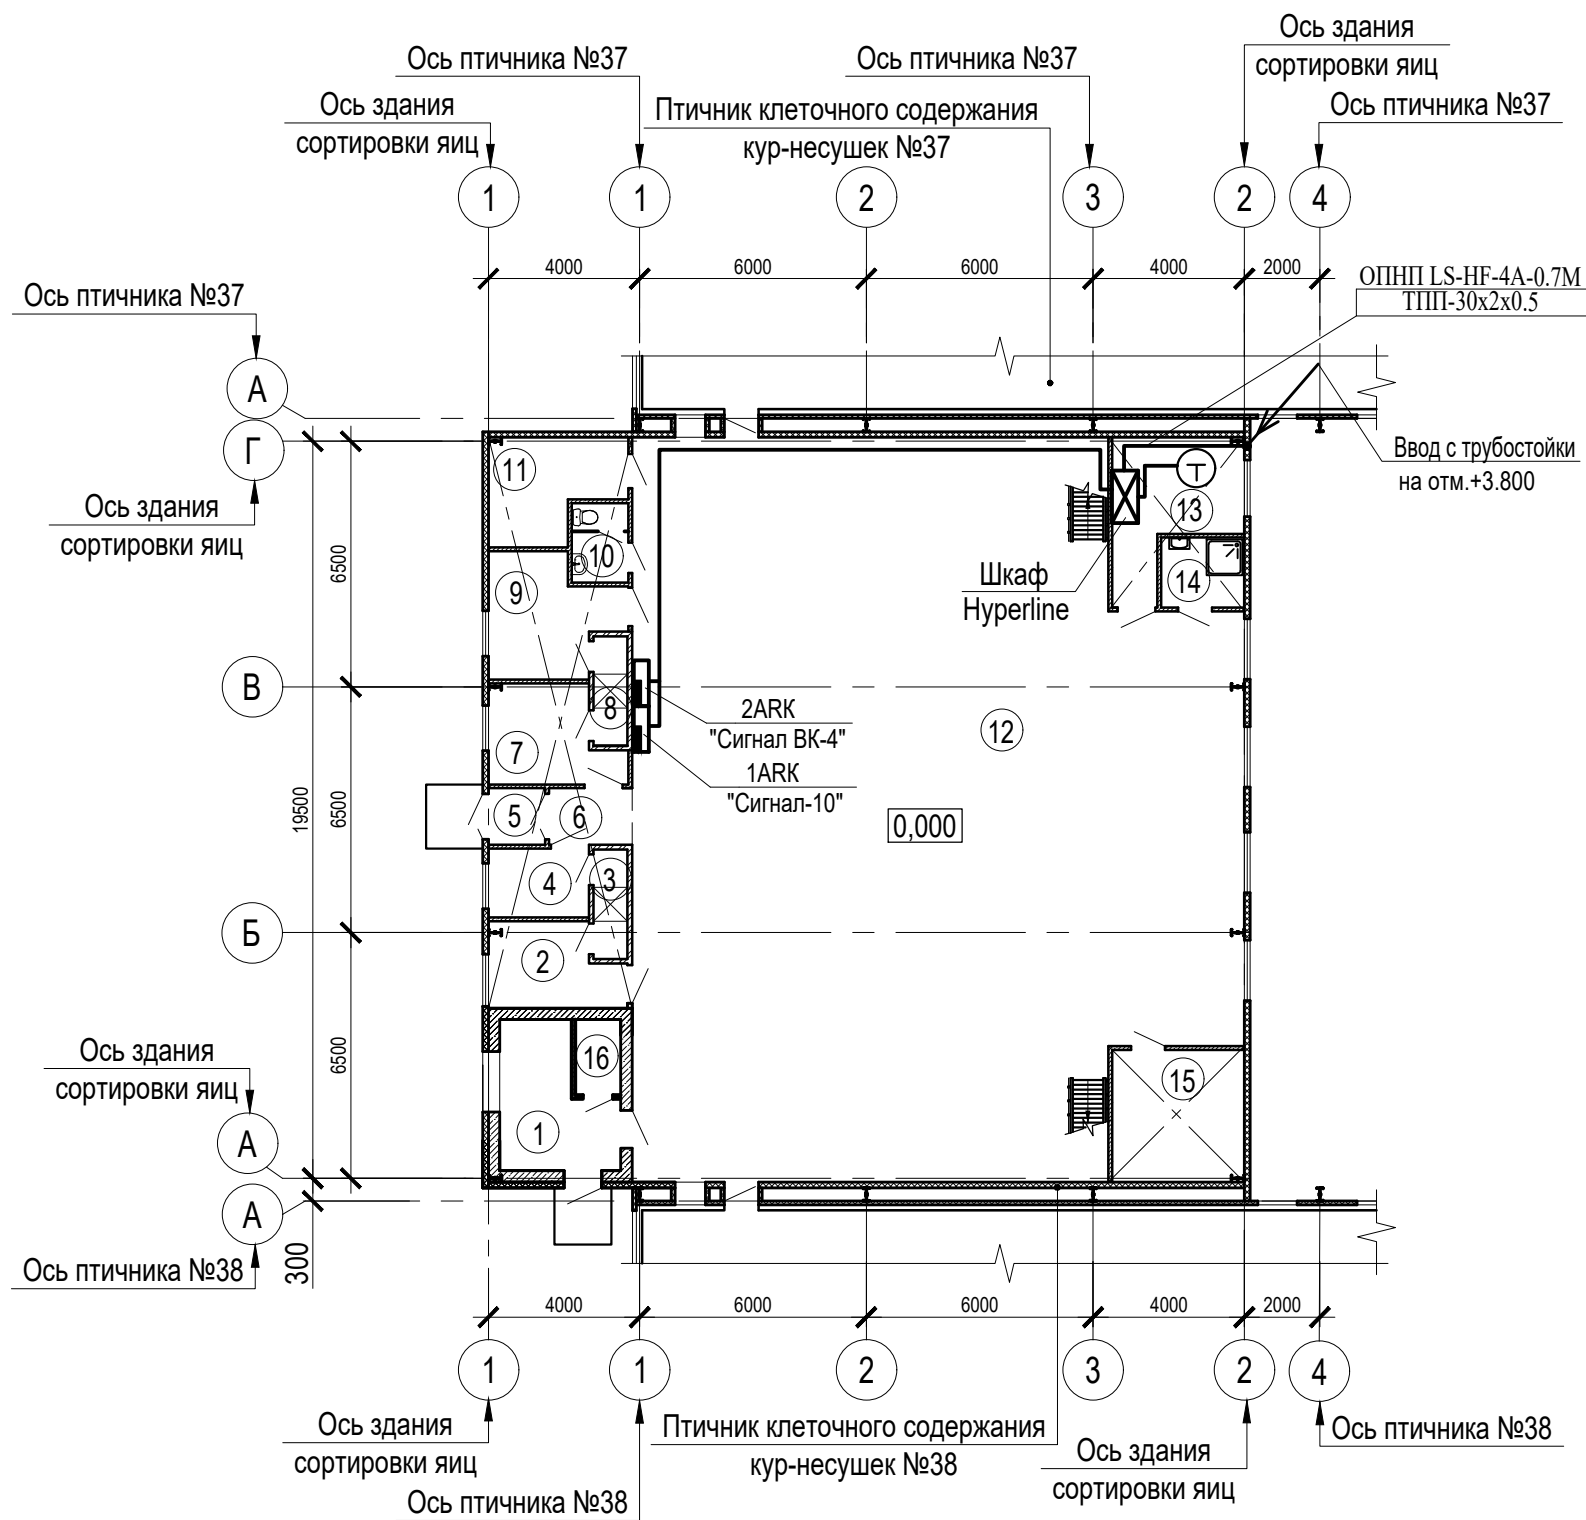 Ось здания
сортировки яиц
Ось птичника №37
Ось птичника №37
Ось здания
сортировки яиц
Птичник клеточного содержания
кур-несушек №37
Ось птичника №37
1
1
2
3
2
4
4000
6000
6000
4000
2000
ОПНП LS-HF-4А-0.7М
ТПП-30х2х0.5
Ось птичника №37
А
Г
Ось здания
сортировки яиц
Ввод с трубостойки
на отм.+3.800
11
10
9
Т
13
14
Шкаф
Hyperline
6500
В
8
7
2ARK
"Сигнал ВК-4"
1ARK
"Сигнал-10"
12
0,000
19500
6500
5
6
4
3
Б
2
6500
16
1
15
Ось здания
сортировки яиц
А
А
300
Ось птичника №38
4000
6000
6000
4000
2000
1
1
2
3
2
4
Ось здания
сортировки яиц
Птичник клеточного содержания
кур-несушек №38
Ось здания
сортировки яиц
Ось птичника №38
Ось птичника №38